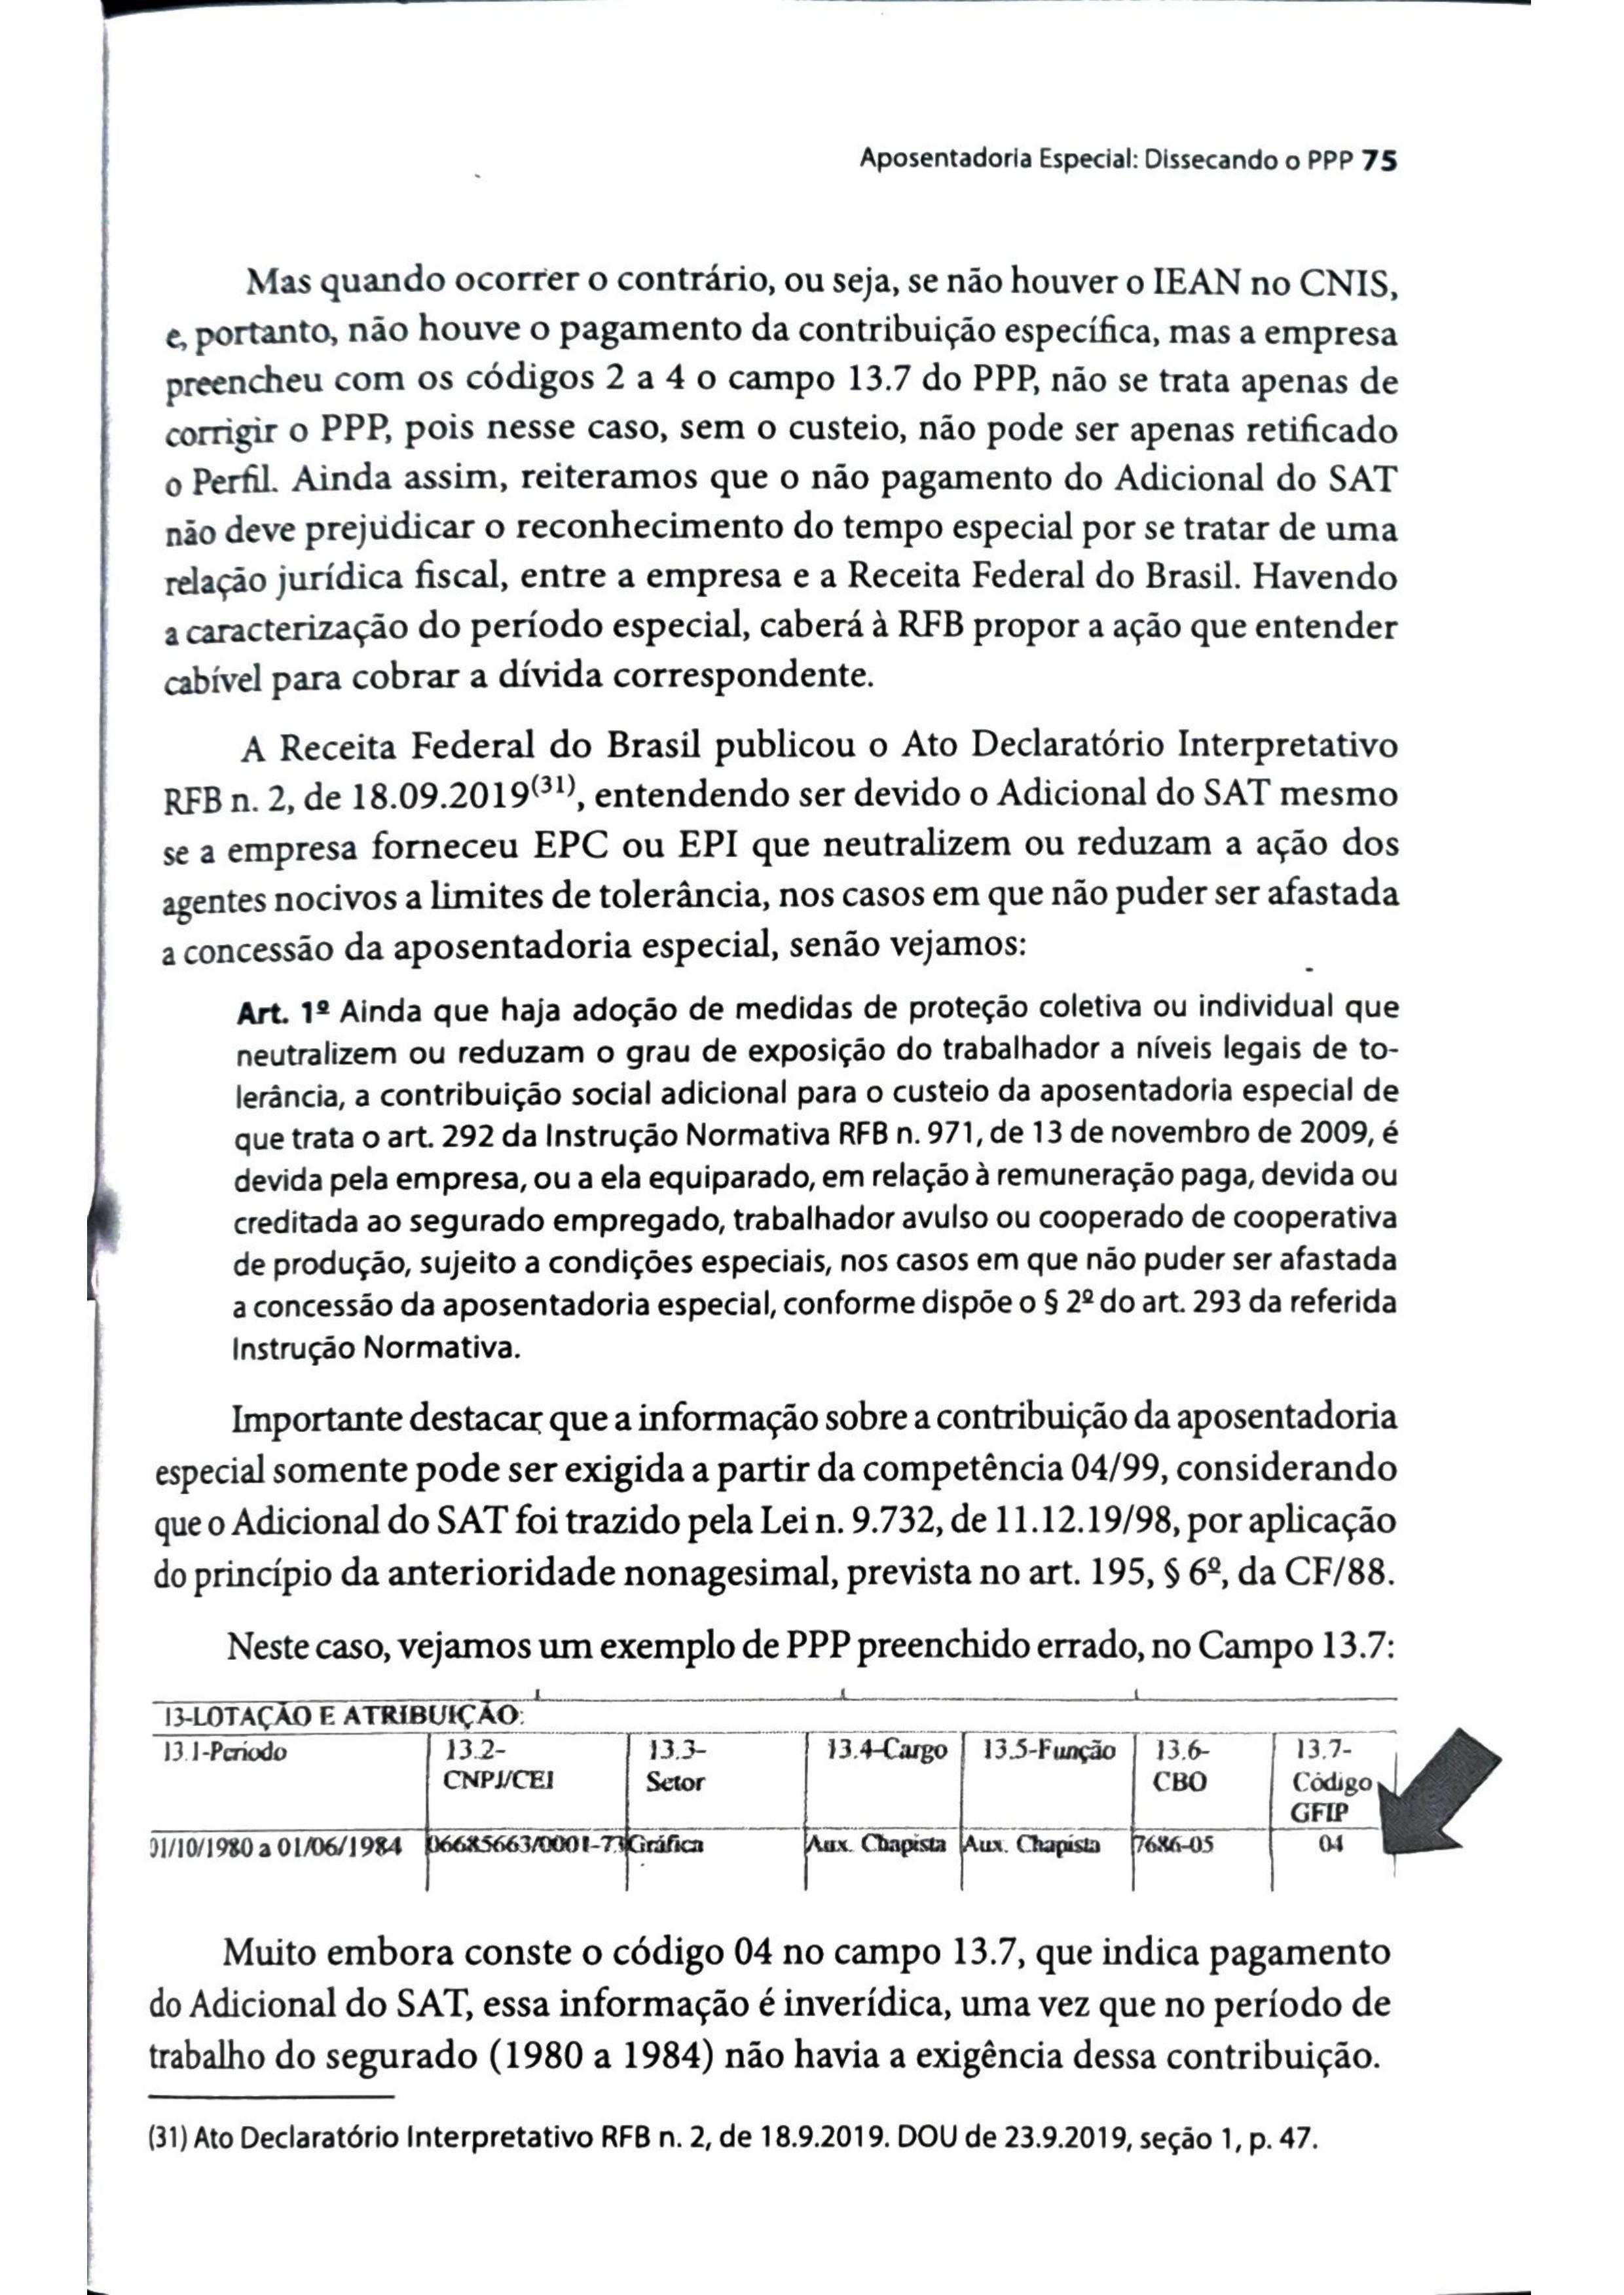 Aposentadoria Especial: Dissecando o PPP 75
Mas quando ocorrer o contrário, ou seja, se não houver o IEAN no CNIS,
e, portanto, não houve o pagamento da contribuição específica, mas a empresa
preencheu com os códigos 2 a 4 o campo 13.7 do PPP, não se trata apenas de
corrigir o PPP, pois nesse caso, sem o custeio, não pode ser apenas retificado
o Perfil. Ainda assim, reiteramos que o não pagamento do Adicional do SAT
não deve prejudicar o reconhecimento do tempo especial por se tratar de uma
relação jurídica fiscal, entre a empresa e a Receita Federal do Brasil. Havendo
a caracterização do período especial, caberá à RFB propor a ação que entender
cabível para cobrar a dívida correspondente.
A Receita Federal do Brasil publicou o Ato Declaratório Interpretativo
RFB n. 2, de 18.09.2019(31), entendendo ser devido o Adicional do SAT mesmo
se a empresa forneceu EPC ou EPI que neutralizem ou reduzam a ação dos
agentes nocivos a limites de tolerância, nos casos em que não puder ser afastada
a concessão da aposentadoria especial, senão vejamos:
Art. 1º Ainda que haja adoção de medidas de proteção coletiva ou individual que
neutralizem ou reduzam o grau de exposição do trabalhador a níveis legais de to-
lerância, a contribuição social adicional para o custeio da aposentadoria especial de
que trata o art. 292 da Instrução Normativa RFB n. 971, de 13 de novembro de 2009, é
devida pela empresa, ou a ela equiparado, em relação à remuneração paga, devida ou
creditada ao segurado empregado, trabalhador avulso ou cooperado de cooperativa
de produção, sujeito a condições especiais, nos casos em que não puder ser afastada
a concessão da aposentadoria especial, conforme dispõe o § 2º do art. 293 da referida
Instrução Normativa.
Importante destacar que a informação sobre a contribuição da aposentadoria
especial somente pode ser exigida a partir da competência 04/99, considerando
que o Adicional do SAT foi trazido pela Lei n. 9.732, de 11.12.19/98, por aplicação
do princípio da anterioridade nonagesimal, prevista no art. 195, § 6º, da CF/88.
Neste caso, vejamos um exemplo de PPP preenchido errado, no Campo 13.7:
13-LOTAÇÃO E ATRIBUIÇÃO:
13.1-Período 13.2- 13.3- 13.4-Cargo 13.5-Função 13.6- 13.7-
CNPJ/CEI Setor CBO Código
GFIP
01/10/1980 a 01/06/1984 06685663/0001-73 Gráfica Aux. Chapista Aux. Chapista 7686-05 04
Muito embora conste o código 04 no campo 13.7, que indica pagamento
do Adicional do SAT, essa informação é inverídica, uma vez que no período de
trabalho do segurado (1980 a 1984) não havia a exigência dessa contribuição.
(31) Ato Declaratório Interpretativo RFB n. 2, de 18.9.2019. DOU de 23.9.2019, seção 1, p. 47.